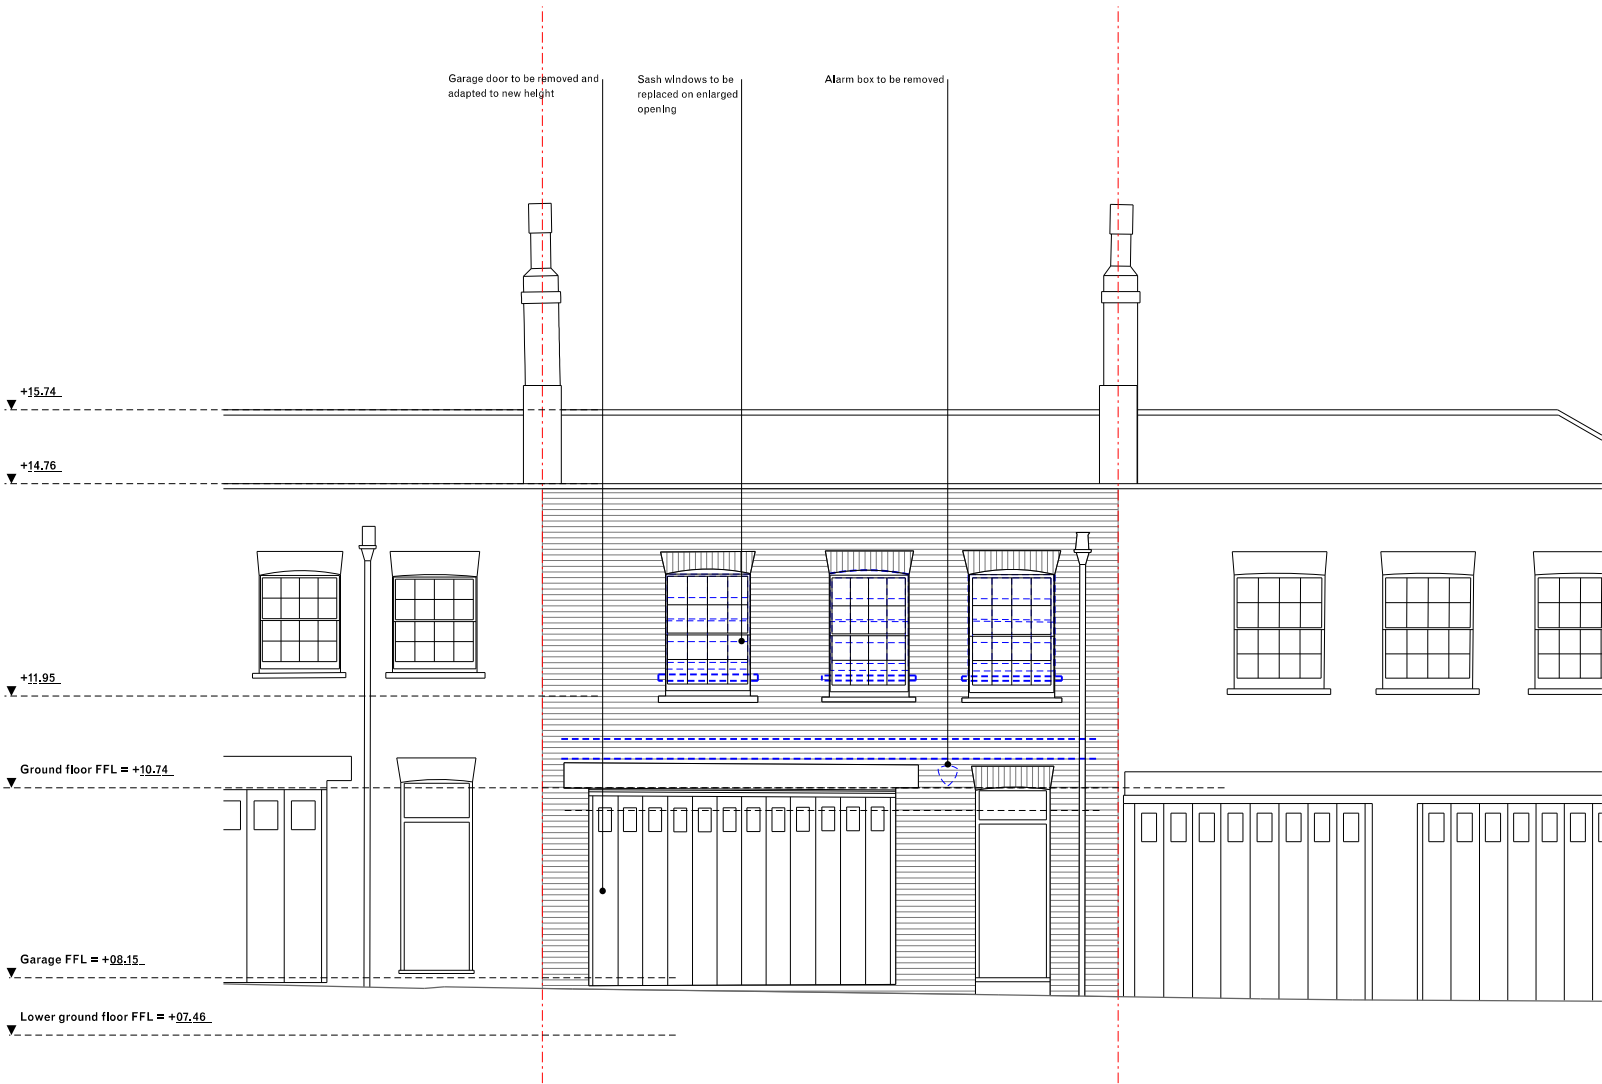 Garage door to be removed and
adapted to new height
Sash windows to be
replaced on enlarged
opening
Alarm box to be removed
+15.74
+14.76
+11.95
Ground floor FFL = +10.74
Garage FFL = +08.15
Lower ground floor FFL = +07.46